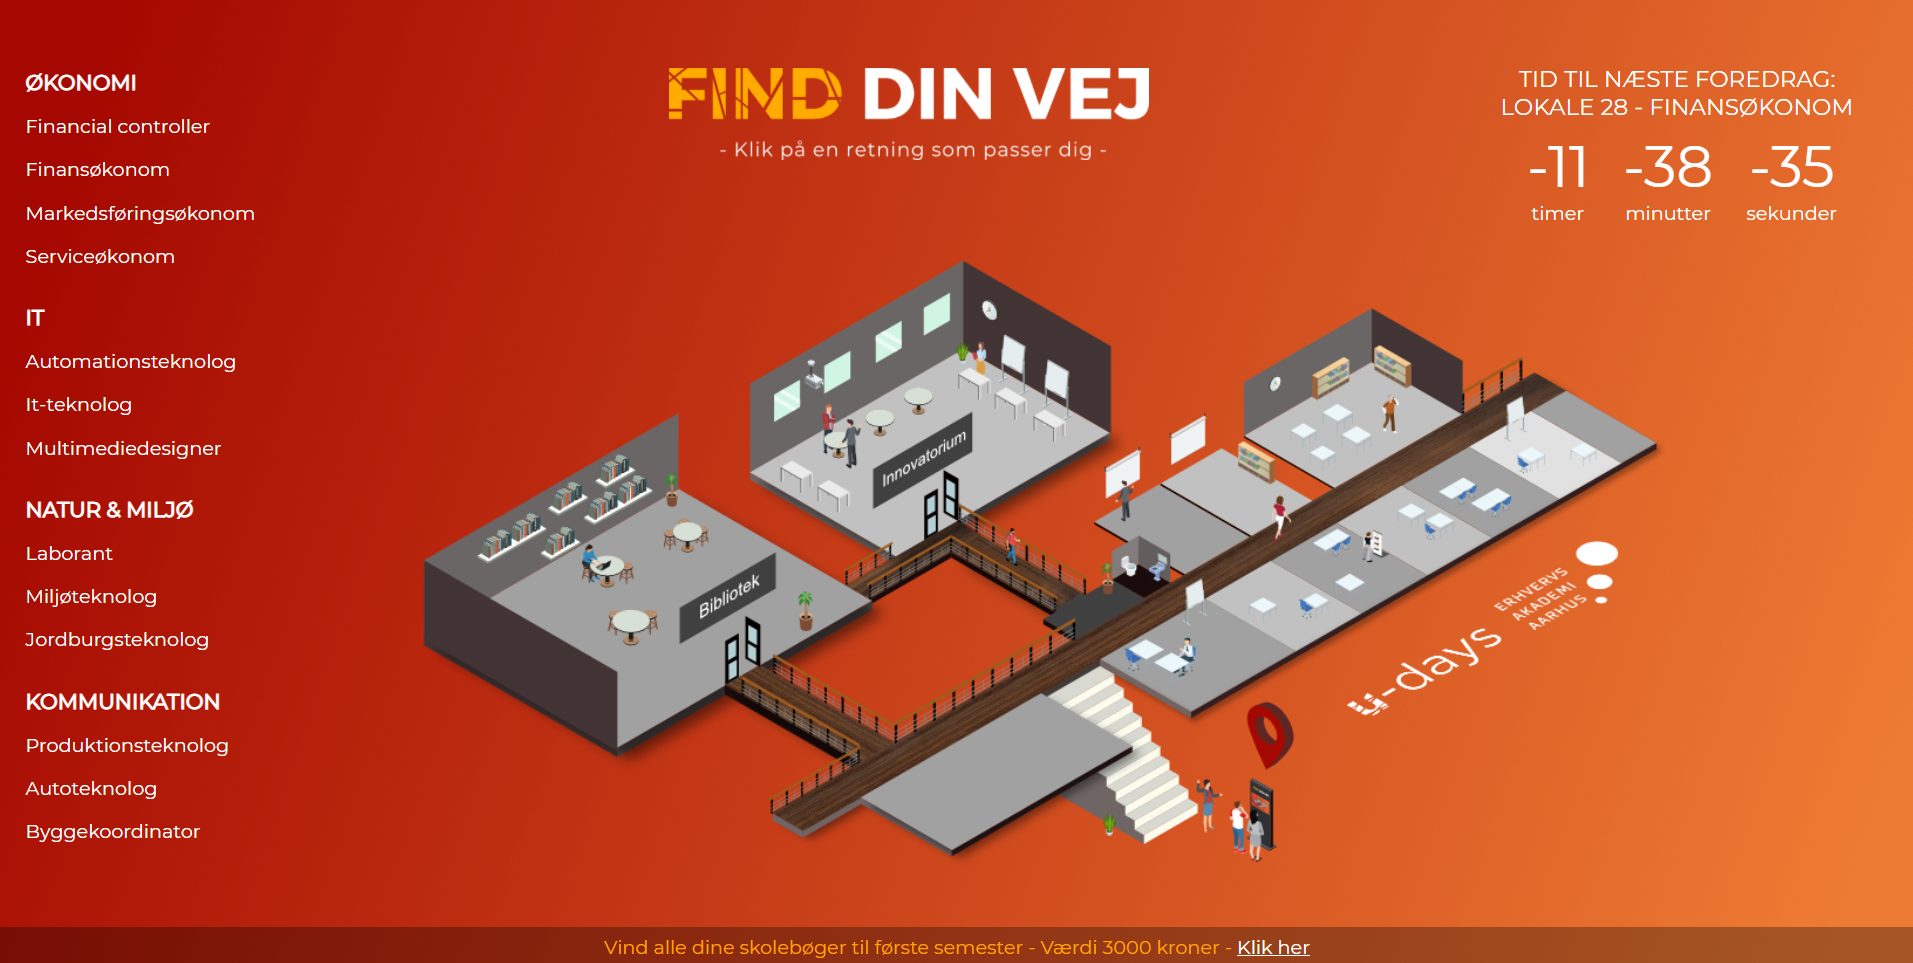 FIND DIN VEJ
- Klik på en retning som passer dig -
ØKONOMI
Financial controller
Finansøkonom
Markedsføringsøkonom
Serviceøkonom
IT
Automationsteknolog
It-teknolog
Multimediedesigner
NATUR & MILJØ
Laborant
Miljøteknolog
Jordburgsteknolog
KOMMUNIKATION
Produktionsteknolog
Autoteknolog
Byggekoordinator
TID TIL NÆSTE FOREDRAG:
LOKALE 28 - FINANSØKONOM
-11 -38 -35
timer minutter sekunder
Innovatorium
Bibliotek
ERHVERVS
AKADEMI
AARHUS
u-days
Vind alle dine skolebøger til første semester - Værdi 3000 kroner - Klik her